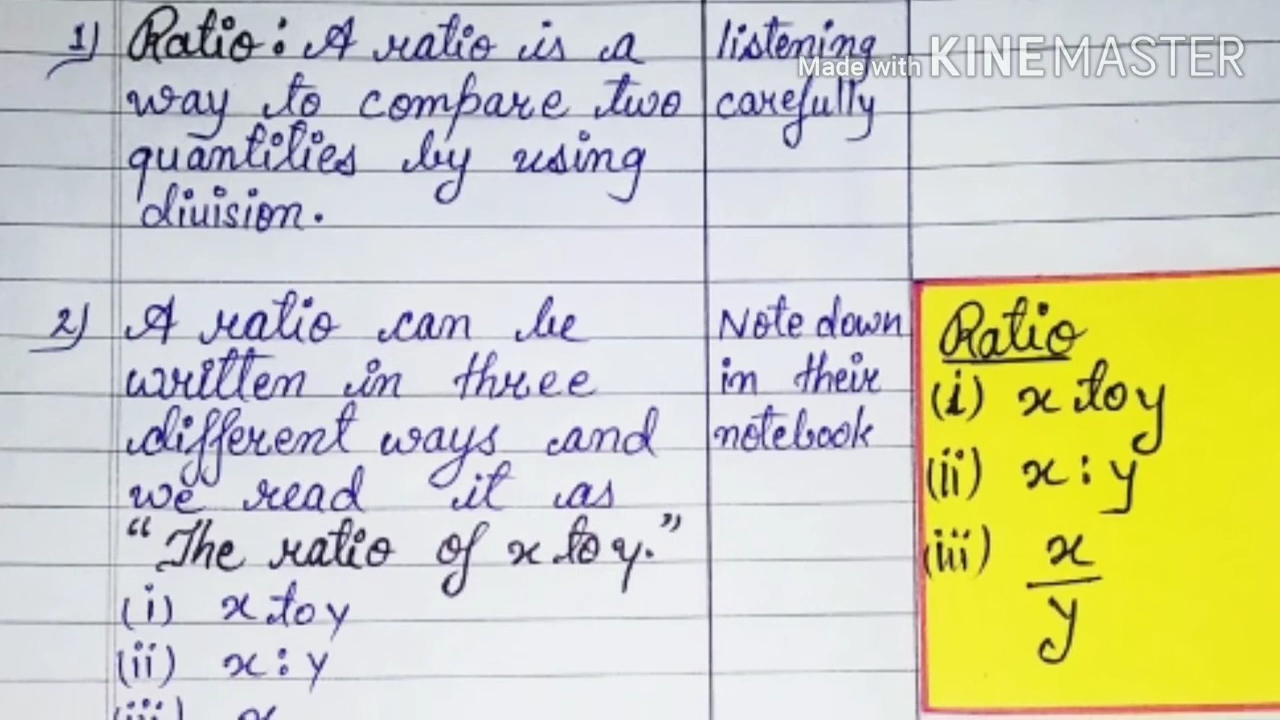 1) Ratio: A ratio is a
way to compare two
quantities by using
division.
listening
carefully
Made with KINEMASTER
2) A ratio can be
written in three
different ways and
we read it as
"The ratio of x to y."
(i) x to y
(ii) x : y
(iii) x
Note down
in their
notebook
Ratio
(i) x to y
(ii) x : y
(iii) x
y